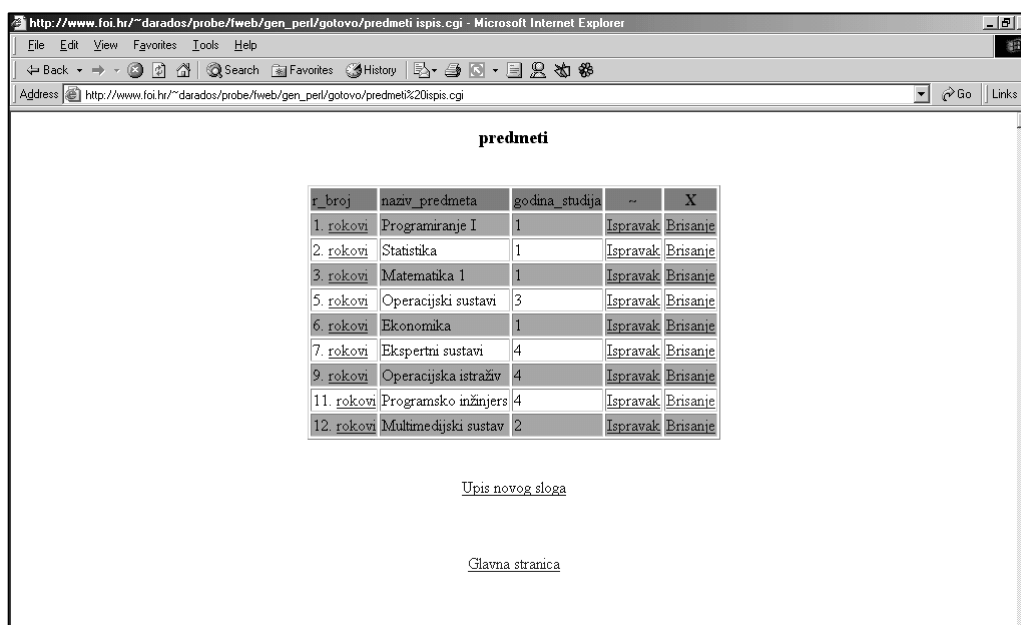 http://www.foi.hr/~darados/probe/fweb/gen_perl/gotovo/predmeti ispis.cgi - Microsoft Internet Explorer
File Edit View Favorites Tools Help
Back Search Favorites History
Address http://www.foi.hr/~darados/probe/fweb/gen_perl/gotovo/predmeti%20ispis.cgi Go Links
predmeti
r_broj naziv_predmeta godina_studija ~ X
1. rokovi Programiranje I 1 Ispravak Brisanje
2. rokovi Statistika 1 Ispravak Brisanje
3. rokovi Matematika 1 1 Ispravak Brisanje
5. rokovi Operacijski sustavi 3 Ispravak Brisanje
6. rokovi Ekonomika 1 Ispravak Brisanje
7. rokovi Ekspertni sustavi 4 Ispravak Brisanje
9. rokovi Operacijska istraživ 4 Ispravak Brisanje
11. rokovi Programsko inžinjers 4 Ispravak Brisanje
12. rokovi Multimedijski sustav 2 Ispravak Brisanje
Upis novog sloga
Glavna stranica